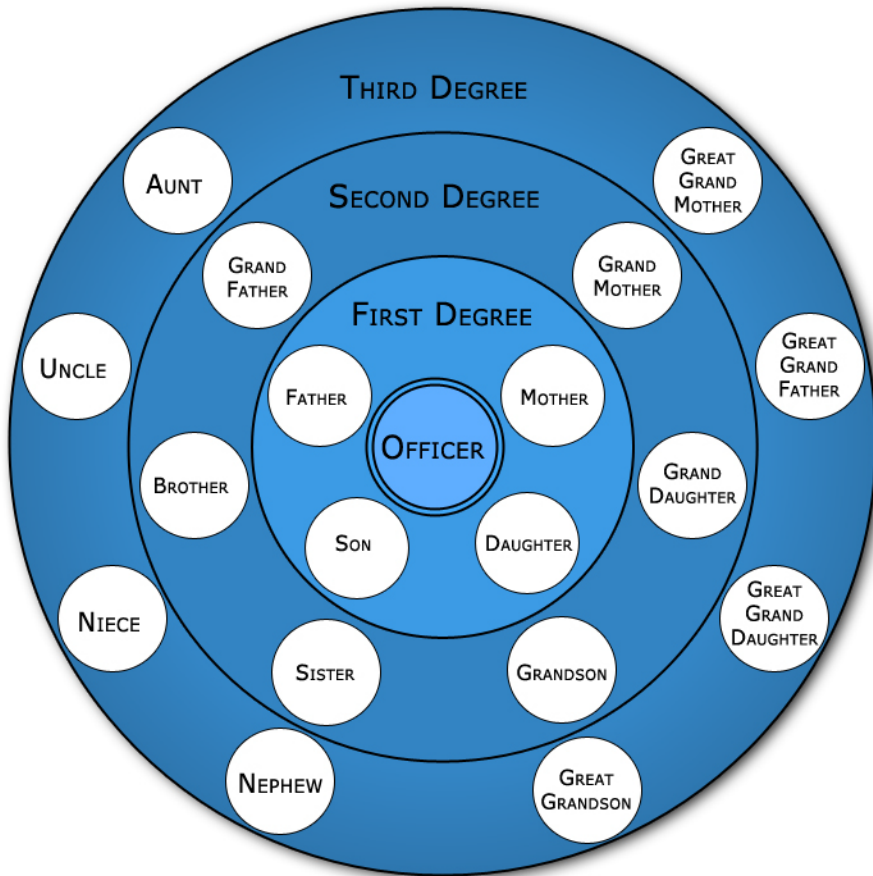 THIRD DEGREE
AUNT
GREAT
GRAND
MOTHER
SECOND DEGREE
GRAND
FATHER
GRAND
MOTHER
FIRST DEGREE
UNCLE
GREAT
GRAND
FATHER
FATHER
MOTHER
OFFICER
BROTHER
GRAND
DAUGHTER
SON
DAUGHTER
NIECE
GREAT
GRAND
DAUGHTER
SISTER
GRANDSON
NEPHEW
GREAT
GRANDSON